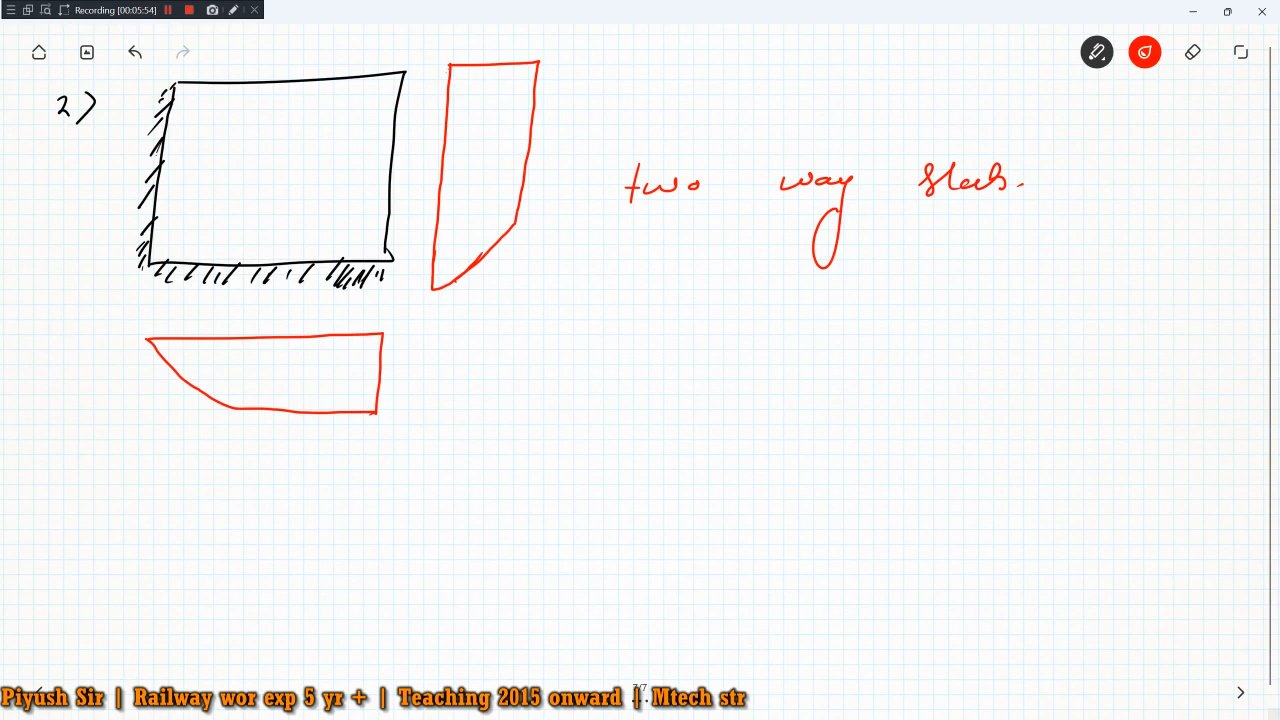 Recording [00:05:54]
2)
two way slab.
Piyush Sir | Railway wor exp 5 yr + | Teaching 2015 onward | Mtech str